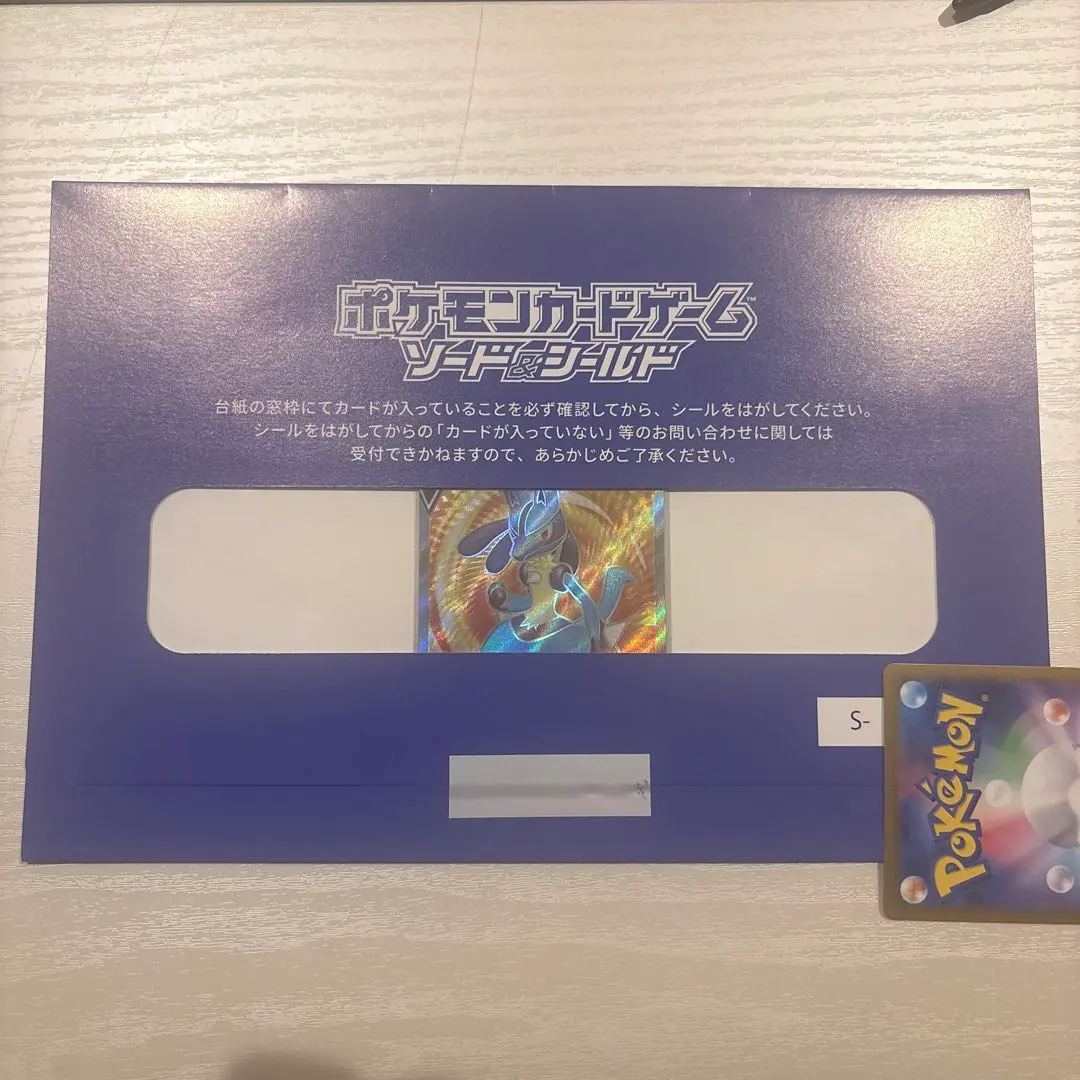 ポケモンカードゲーム™
ソード&シールド
台紙の窓枠にてカードが入っていることを必ず確認してから、シールをはがしてください。
シールをはがしてからの「カードが入っていない」等のお問い合わせに関しては
受付できかねますので、あらかじめご了承ください。
S-
POKéMON®